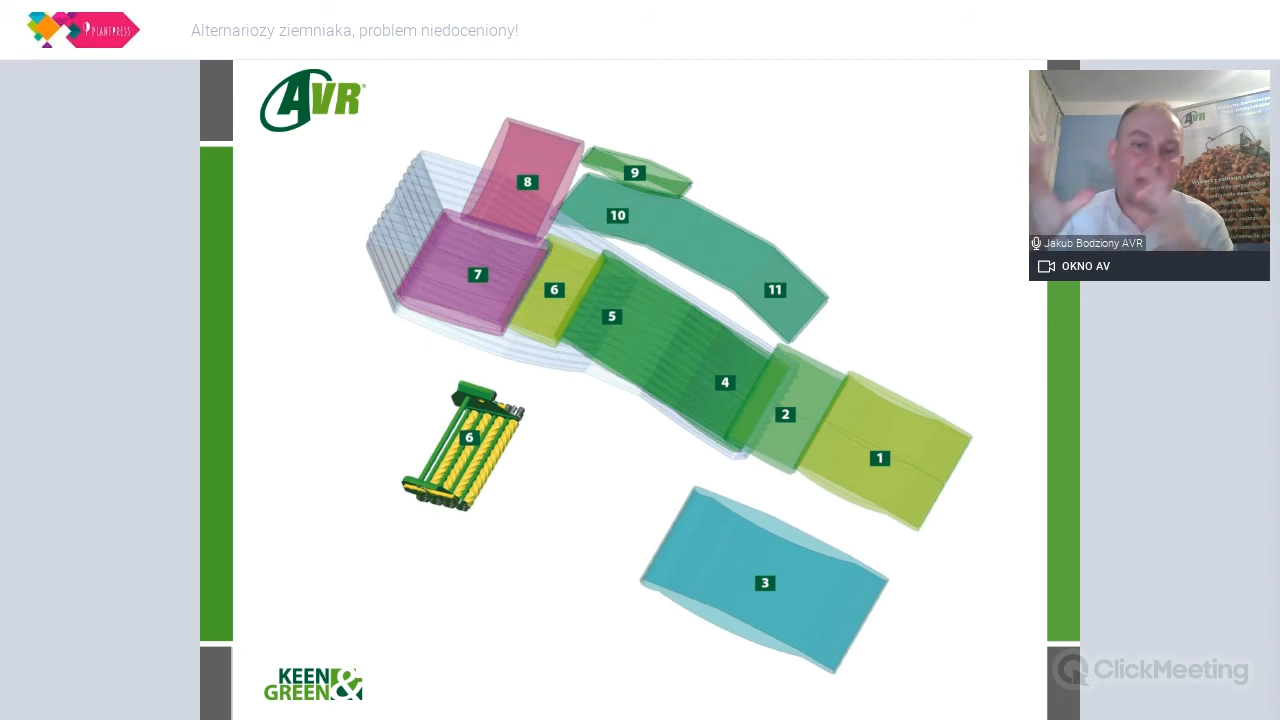 PLANTPRESS
Alternariozy ziemniaka, problem niedoceniony!
AVR
8
9
10
7
6
5
11
4
2
1
6
3
Jakub Bodziony AVR
OKNO AV
KEEN &
GREEN
ClickMeeting